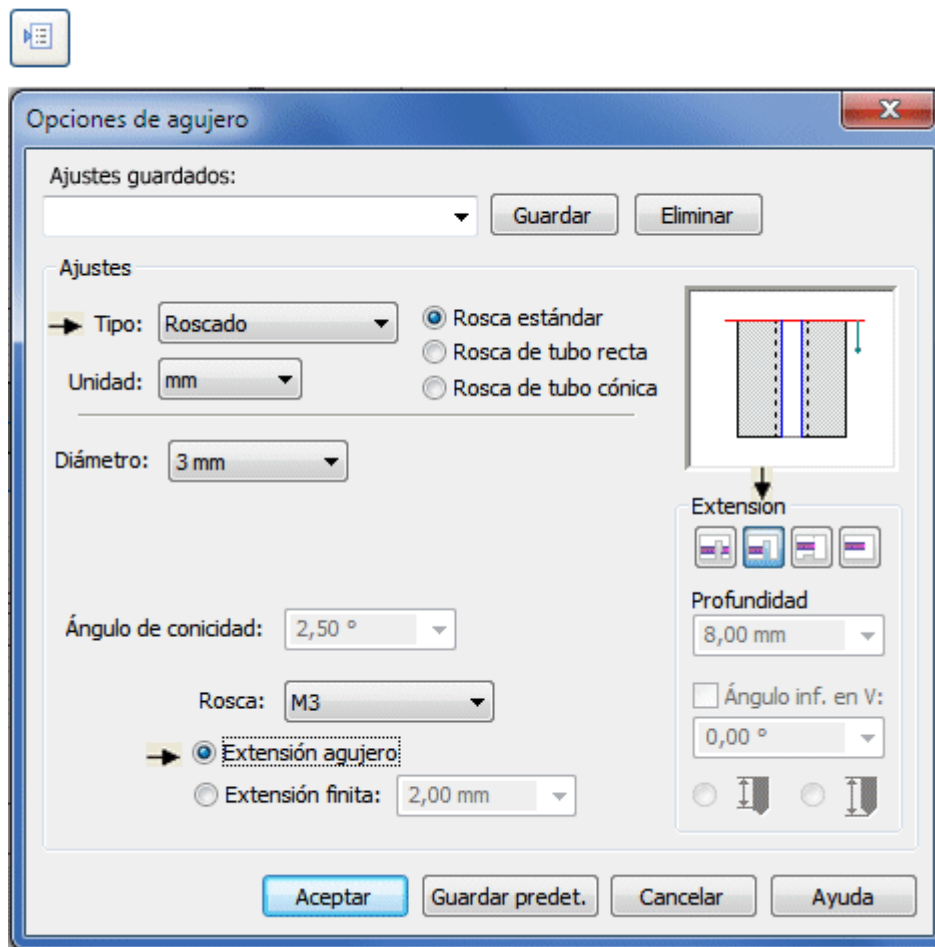 Opciones de agujero
Ajustes guardados:
Guardar
Eliminar
Ajustes
Tipo: Roscado
Rosca estándar
Rosca de tubo recta
Unidad: mm
Rosca de tubo cónica
Diámetro: 3 mm
Extensión
Profundidad
8,00 mm
Ángulo de conicidad: 2,50 °
Rosca: M3
Ángulo inf. en V:
0,00 °
Extensión agujero
Extensión finita: 2,00 mm
Aceptar
Guardar predet.
Cancelar
Ayuda